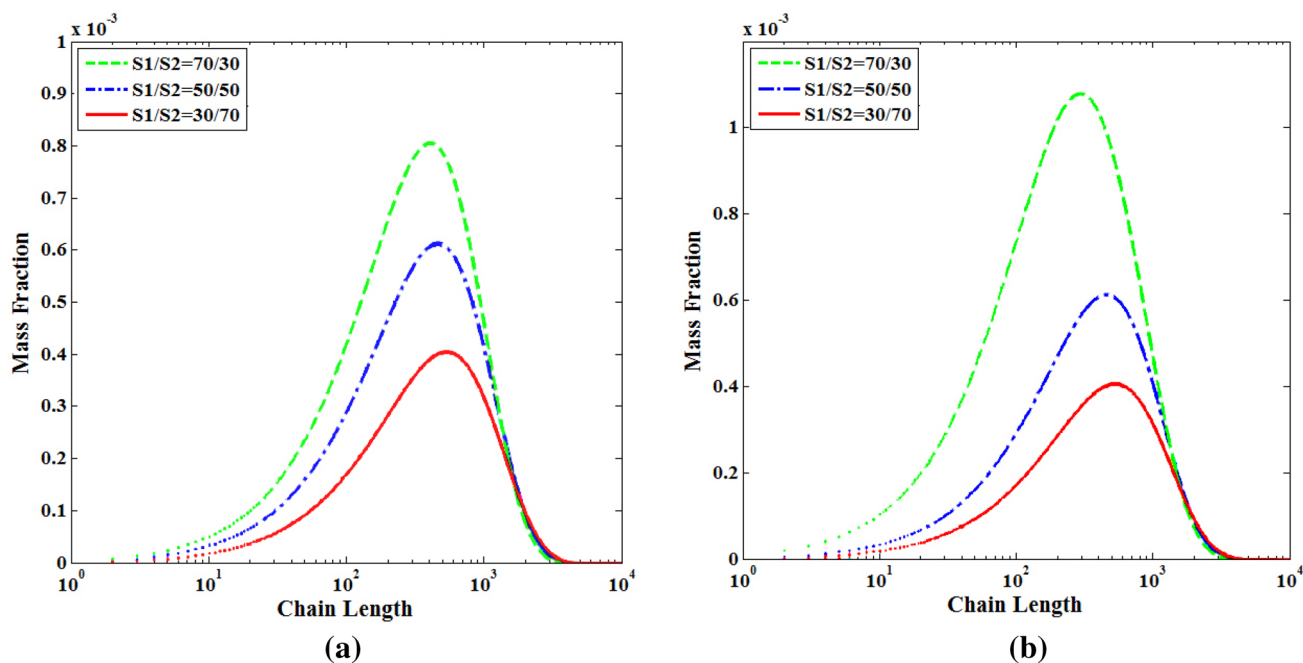 x 10⁻³
1
0.9
0.8
0.7
0.6
0.5
0.4
0.3
0.2
0.1
0
Mass Fraction
S1/S2=70/30
S1/S2=50/50
S1/S2=30/70
10⁰ 10¹ 10² 10³ 10⁴
Chain Length
(a)
x 10⁻³
1
0.8
0.6
0.4
0.2
0
Mass Fraction
S1/S2=70/30
S1/S2=50/50
S1/S2=30/70
10⁰ 10¹ 10² 10³ 10⁴
Chain Length
(b)